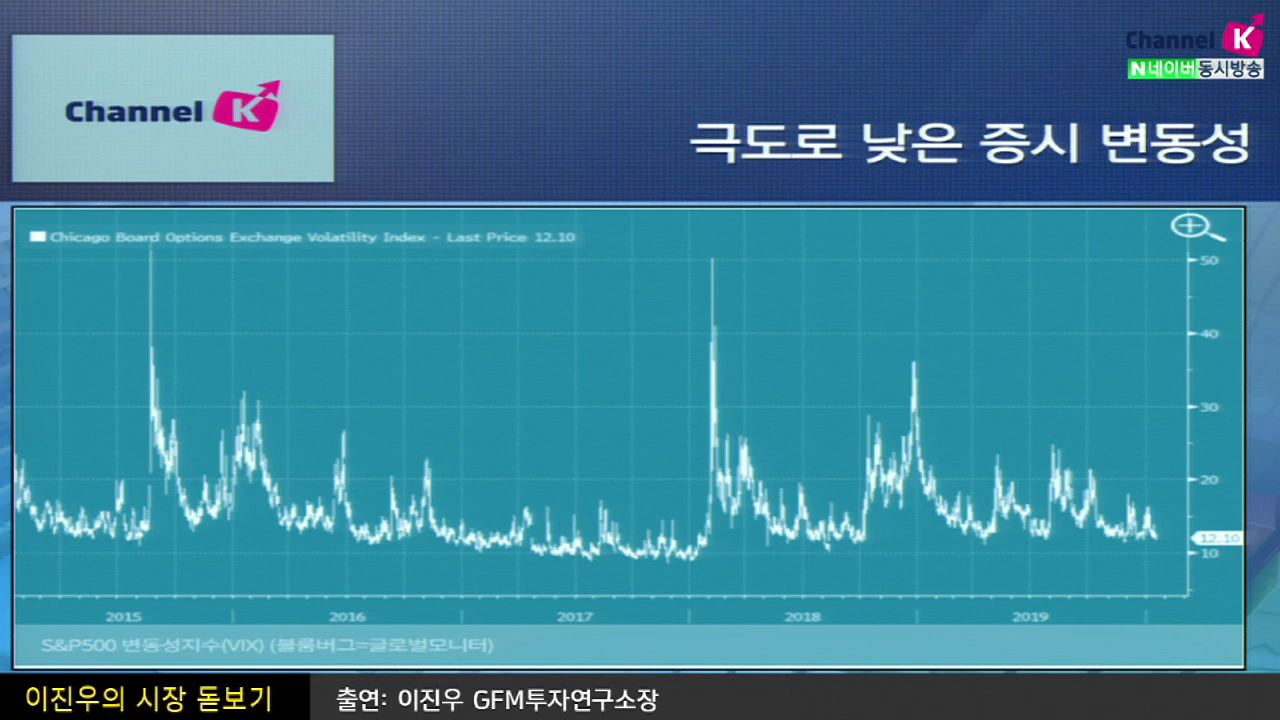 Channel K
N 네이버 동시방송
Channel K
극도로 낮은 증시 변동성
Chicago Board Options Exchange Volatility Index - Last Price 12.10
50
40
30
20
12.10
10
2015 2016 2017 2018 2019
S&P500 변동성지수(VIX) (블룸버그=글로벌모니터)
이진우의 시장 돋보기
출연: 이진우 GFM투자연구소장